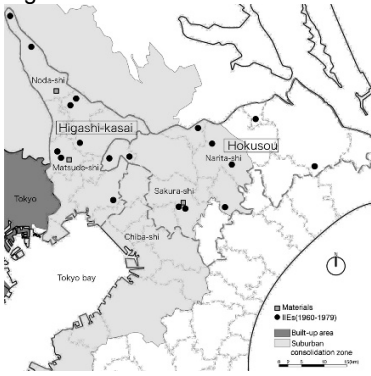 Noda-shi
Higashi-kasai
Hokusou
Matsudo-shi
Narita-shi
Tokyo
Sakura-shi
Chiba-shi
Tokyo bay
Materials
IIEs(1960-1979)
Built-up area
Suburban
consolidation zone